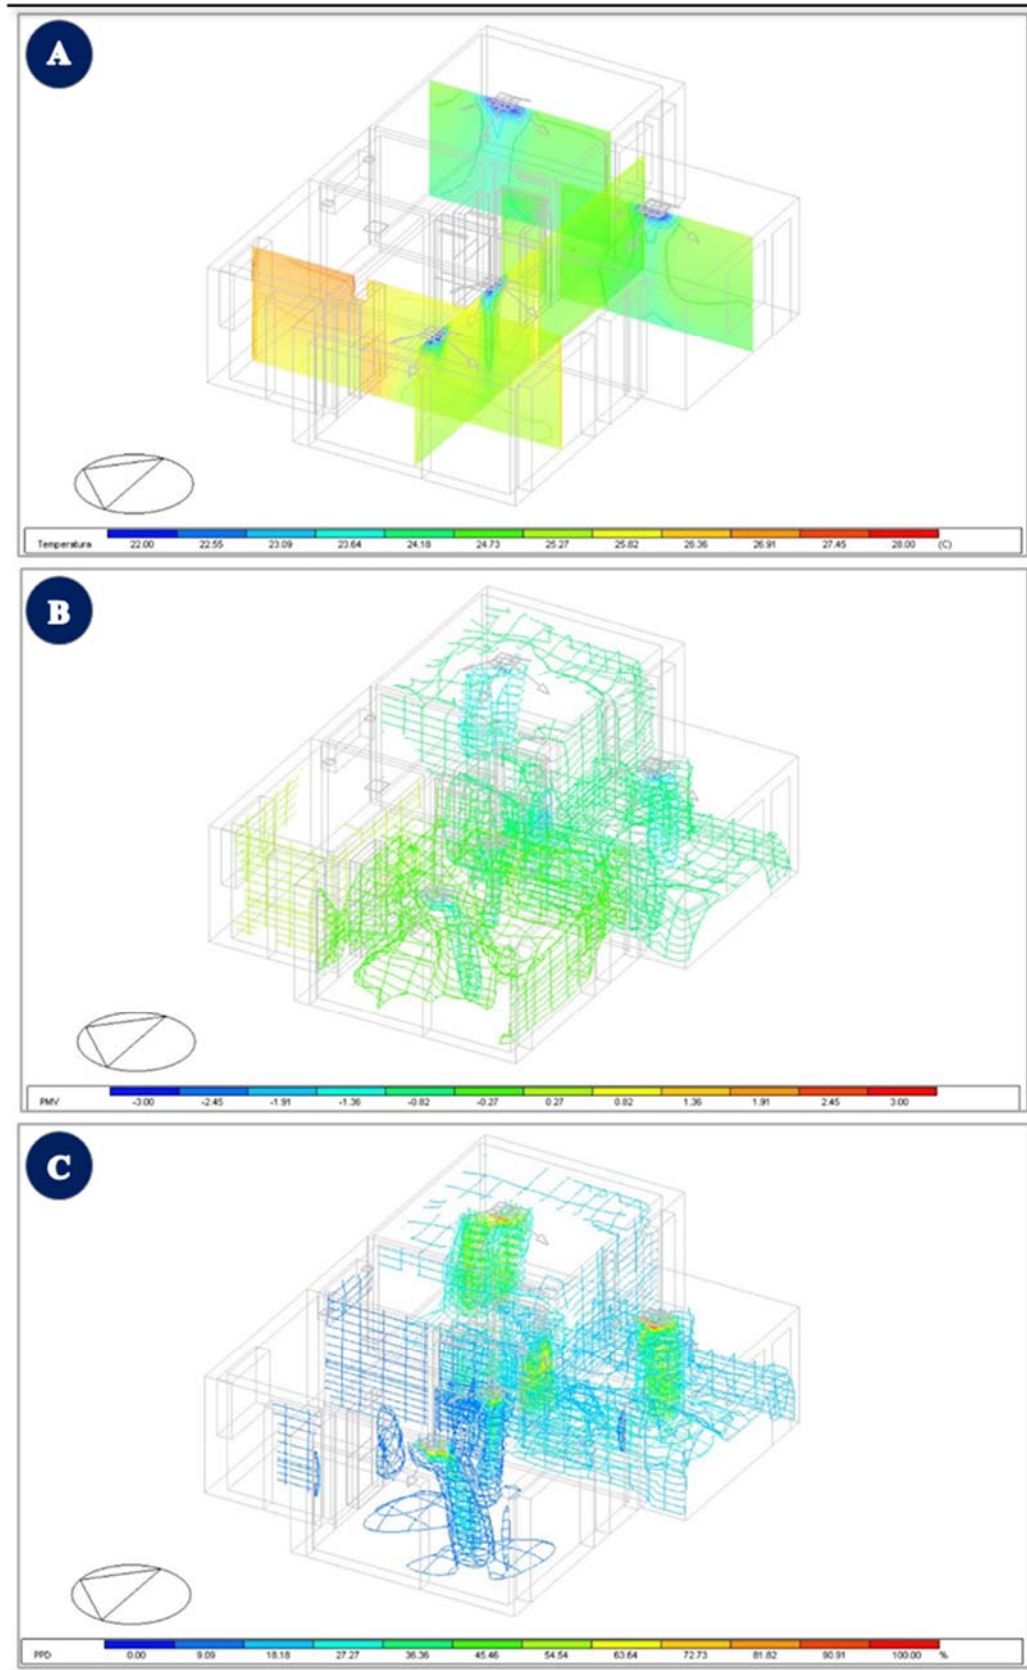 A
Temperatura 22.00 22.55 23.09 23.64 24.18 24.73 25.27 25.82 26.36 26.91 27.45 28.00 (C)
B
PMV -3.00 -2.45 -1.91 -1.36 -0.82 -0.27 0.27 0.82 1.36 1.91 2.45 3.00
C
PPD 0.00 9.09 18.18 27.27 36.36 45.46 54.54 63.64 72.73 81.82 90.91 100.00 %